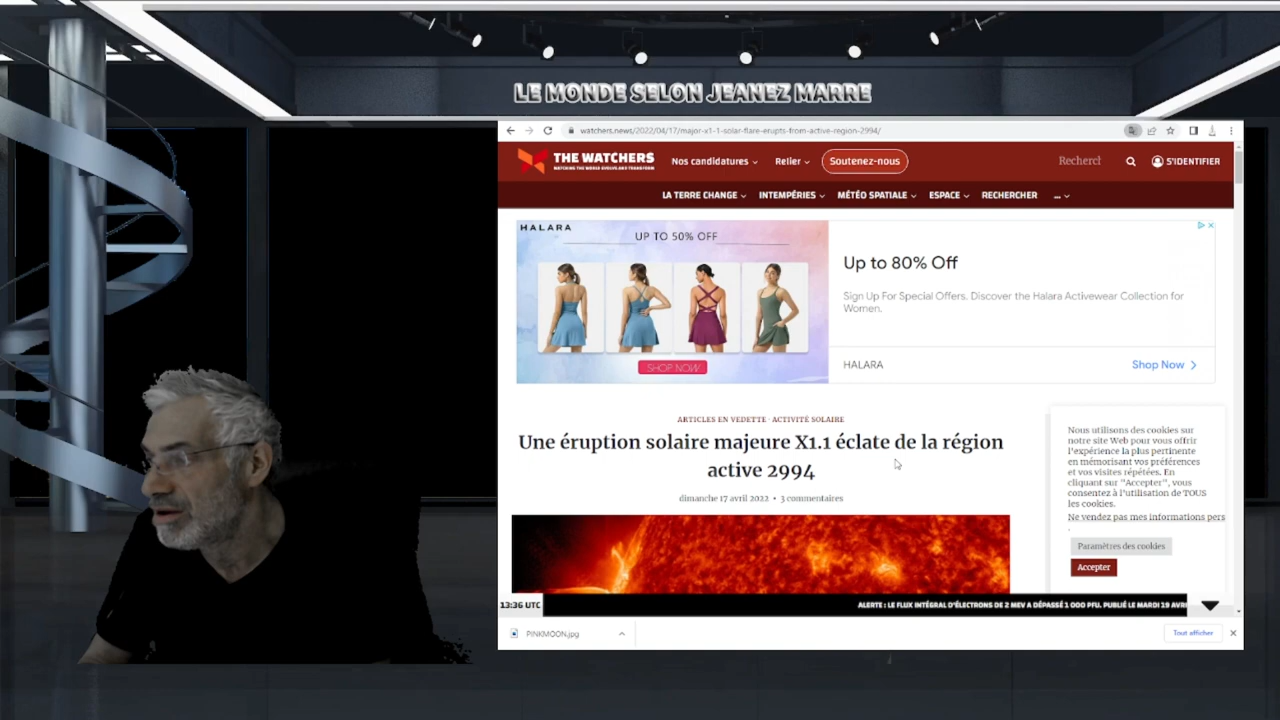 LE MONDE SELON JEANEZ MARRE
watchers.news/2022/04/17/major-x1-1-solar-flare-erupts-from-active-region-2994/
THE WATCHERS
WATCHING THE WORLD EVOLVE AND TRANSFORM
Nos candidatures
Relier
Soutenez-nous
Recherch
S'IDENTIFIER
LA TERRE CHANGE
INTEMPÉRIES
MÉTÉO SPATIALE
ESPACE
RECHERCHER
...
HALARA
UP TO 50% OFF
SHOP NOW
Up to 80% Off
Sign Up For Special Offers. Discover the Halara Activewear Collection for
Women.
HALARA
Shop Now
ARTICLES EN VEDETTE · ACTIVITÉ SOLAIRE
Une éruption solaire majeure X1.1 éclate de la région
active 2994
dimanche 17 avril 2022 • 3 commentaires
Nous utilisons des cookies sur
notre site Web pour vous offrir
l'expérience la plus pertinente
en mémorisant vos préférences
et vos visites répétées. En
cliquant sur "Accepter", vous
consentez à l'utilisation de TOUS
les cookies.
Ne vendez pas mes informations pers
.
Paramètres des cookies
Accepter
13:36 UTC
ALERTE : LE FLUX INTÉGRAL D'ÉLECTRONS DE 2 MEV A DÉPASSÉ 1 000 PFU. PUBLIÉ LE MARDI 19 AVRI
PINKMOON.jpg
Tout afficher